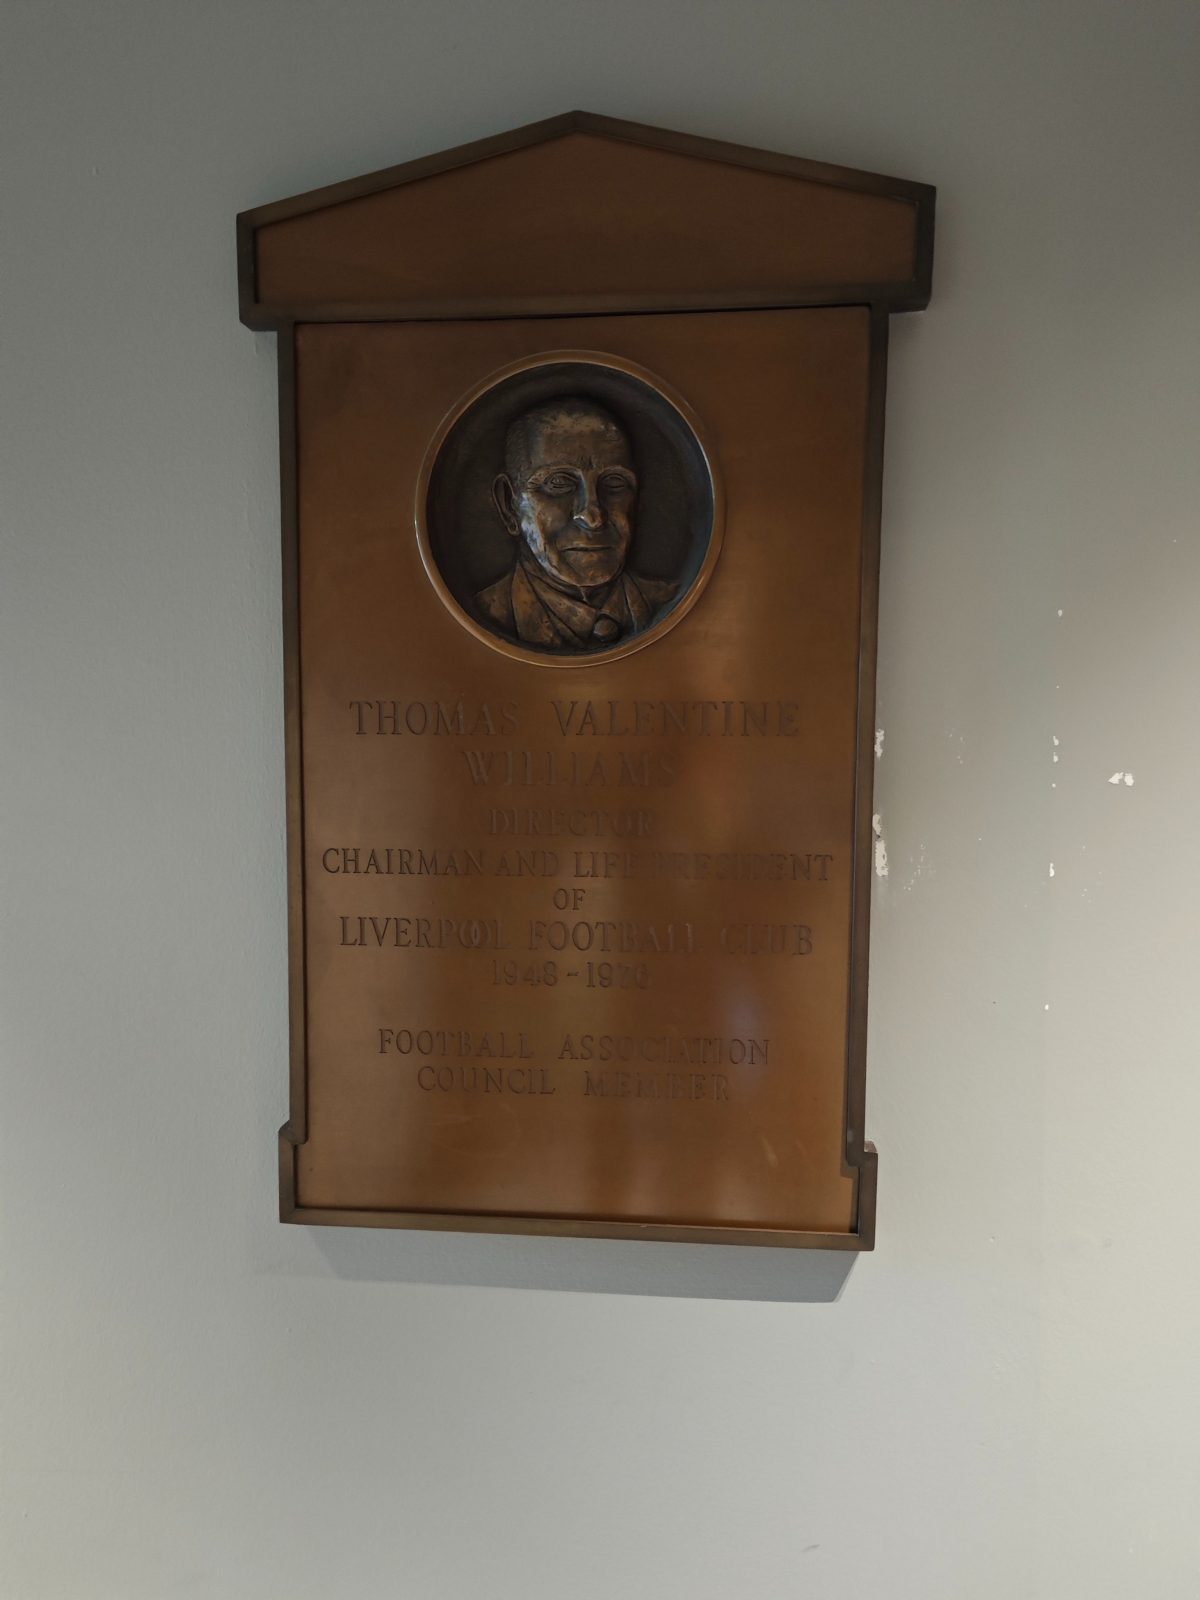 THOMAS VALENTINE
WILLIAMS
DIRECTOR
CHAIRMAN AND LIFE PRESIDENT
OF
LIVERPOOL FOOTBALL CLUB
1948-1976
FOOTBALL ASSOCIATION
COUNCIL MEMBER